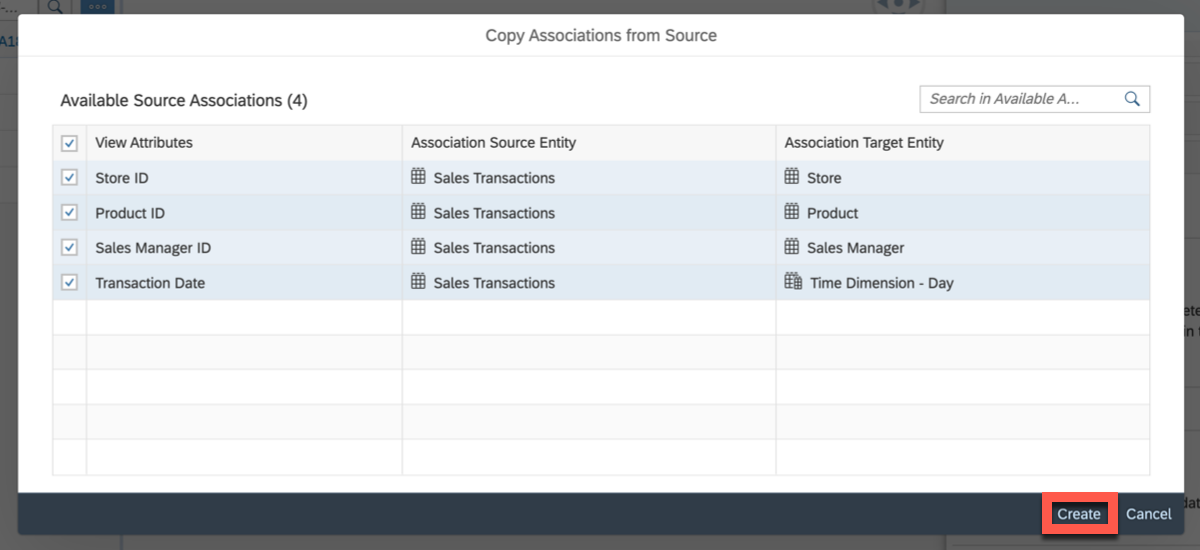 Copy Associations from Source
Available Source Associations (4)
Search in Available A...
View Attributes Association Source Entity Association Target Entity
Store ID Sales Transactions Store
Product ID Sales Transactions Product
Sales Manager ID Sales Transactions Sales Manager
Transaction Date Sales Transactions Time Dimension - Day
Create Cancel